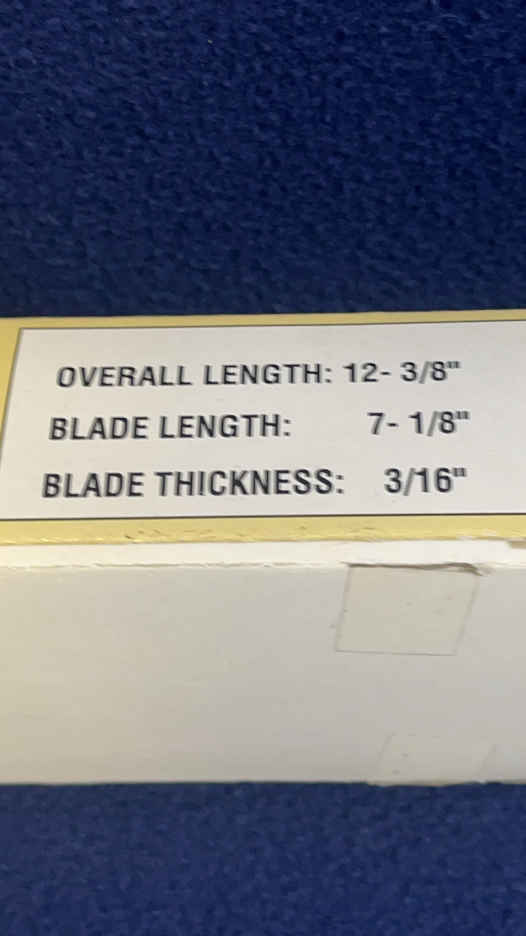 OVERALL LENGTH: 12- 3/8"
BLADE LENGTH: 7- 1/8"
BLADE THICKNESS: 3/16"